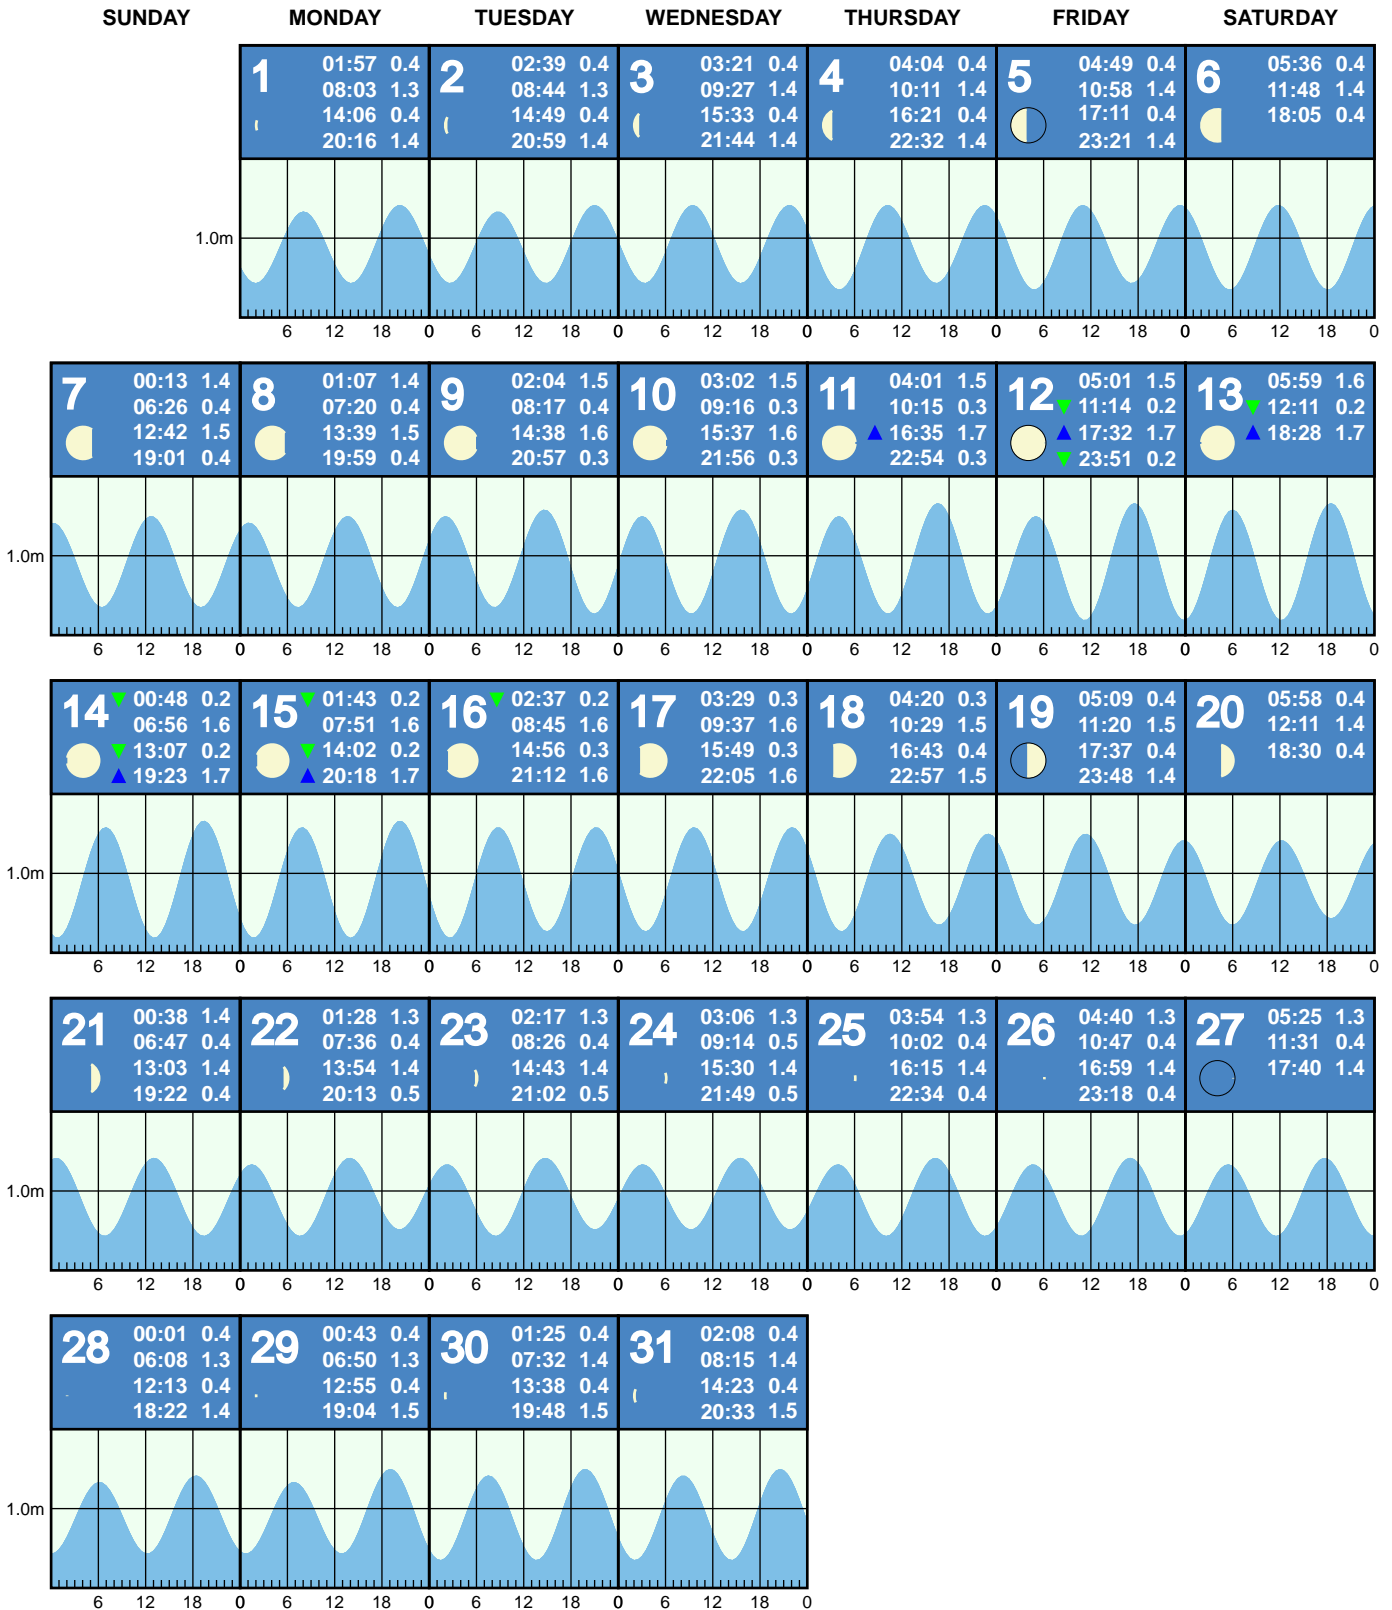 SUNDAY MONDAY TUESDAY WEDNESDAY THURSDAY FRIDAY SATURDAY
1 01:57 0.4
08:03 1.3
14:06 0.4
20:16 1.4
2 02:39 0.4
08:44 1.3
14:49 0.4
20:59 1.4
3 03:21 0.4
09:27 1.4
15:33 0.4
21:44 1.4
4 04:04 0.4
10:11 1.4
16:21 0.4
22:32 1.4
5 04:49 0.4
10:58 1.4
17:11 0.4
23:21 1.4
6 05:36 0.4
11:48 1.4
18:05 0.4
1.0m
6 12 18 0 6 12 18 0 6 12 18 0 6 12 18 0 6 12 18 0 6 12 18 0
7 00:13 1.4
06:26 0.4
12:42 1.5
19:01 0.4
8 01:07 1.4
07:20 0.4
13:39 1.5
19:59 0.4
9 02:04 1.5
08:17 0.4
14:38 1.6
20:57 0.3
10 03:02 1.5
09:16 0.3
15:37 1.6
21:56 0.3
11 04:01 1.5
10:15 0.3
▲ 16:35 1.7
22:54 0.3
12 05:01 1.5
▼ 11:14 0.2
▲ 17:32 1.7
▼ 23:51 0.2
13 05:59 1.6
▼ 12:11 0.2
▲ 18:28 1.7
1.0m
6 12 18 0 6 12 18 0 6 12 18 0 6 12 18 0 6 12 18 0 6 12 18 0 6 12 18 0
14 ▼ 00:48 0.2
06:56 1.6
▼ 13:07 0.2
▲ 19:23 1.7
15 ▼ 01:43 0.2
07:51 1.6
▼ 14:02 0.2
▲ 20:18 1.7
16 ▼ 02:37 0.2
08:45 1.6
14:56 0.3
21:12 1.6
17 03:29 0.3
09:37 1.6
15:49 0.3
22:05 1.6
18 04:20 0.3
10:29 1.5
16:43 0.4
22:57 1.5
19 05:09 0.4
11:20 1.5
17:37 0.4
23:48 1.4
20 05:58 0.4
12:11 1.4
18:30 0.4
1.0m
6 12 18 0 6 12 18 0 6 12 18 0 6 12 18 0 6 12 18 0 6 12 18 0 6 12 18 0
21 00:38 1.4
06:47 0.4
13:03 1.4
19:22 0.4
22 01:28 1.3
07:36 0.4
13:54 1.4
20:13 0.5
23 02:17 1.3
08:26 0.4
14:43 1.4
21:02 0.5
24 03:06 1.3
09:14 0.5
15:30 1.4
21:49 0.5
25 03:54 1.3
10:02 0.4
16:15 1.4
22:34 0.4
26 04:40 1.3
10:47 0.4
16:59 1.4
23:18 0.4
27 05:25 1.3
11:31 0.4
17:40 1.4
1.0m
6 12 18 0 6 12 18 0 6 12 18 0 6 12 18 0 6 12 18 0 6 12 18 0 6 12 18 0
28 00:01 0.4
06:08 1.3
12:13 0.4
18:22 1.4
29 00:43 0.4
06:50 1.3
12:55 0.4
19:04 1.5
30 01:25 0.4
07:32 1.4
13:38 0.4
19:48 1.5
31 02:08 0.4
08:15 1.4
14:23 0.4
20:33 1.5
1.0m
6 12 18 0 6 12 18 0 6 12 18 0 6 12 18 0